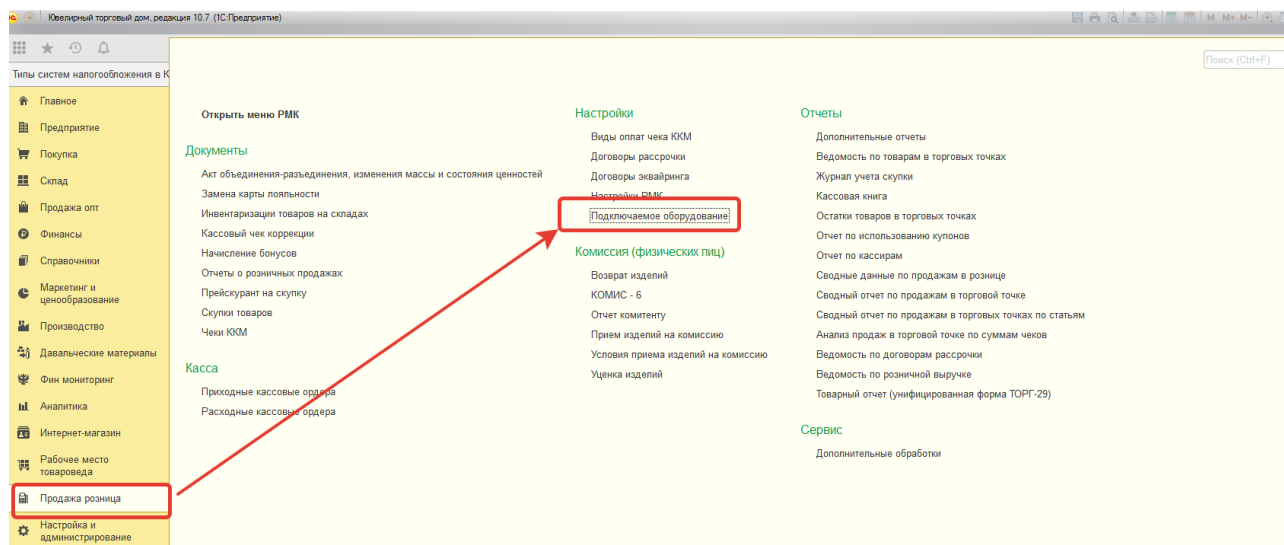 Ювелирный торговый дом, редакция 10.7 (1С:Предприятие)
M M+ M-
Типы систем налогообложения в К
Поиск (Ctrl+F)
Главное
Предприятие
Покупка
Склад
Продажа опт
Финансы
Справочники
Маркетинг и
ценообразование
Производство
Давальческие материалы
Фин мониторинг
Аналитика
Интернет-магазин
Рабочее место
товароведа
Продажа розница
Настройка и
администрирование
Открыть меню РМК
Документы
Акт объединения-разъединения, изменения массы и состояния ценностей
Замена карты лояльности
Инвентаризации товаров на складах
Кассовый чек коррекции
Начисление бонусов
Отчеты о розничных продажах
Прейскурант на скупку
Скупки товаров
Чеки ККМ
Касса
Приходные кассовые ордера
Расходные кассовые ордера
Настройки
Виды оплат чека ККМ
Договоры рассрочки
Договоры эквайринга
Настройки РМК
Подключаемое оборудование
Комиссия (физических лиц)
Возврат изделий
КОМИС - 6
Отчет комитенту
Прием изделий на комиссию
Условия приема изделий на комиссию
Уценка изделий
Отчеты
Дополнительные отчеты
Ведомость по товарам в торговых точках
Журнал учета скупки
Кассовая книга
Остатки товаров в торговых точках
Отчет по использованию купонов
Отчет по кассирам
Сводные данные по продажам в рознице
Сводный отчет по продажам в торговой точке
Сводный отчет по продажам в торговых точках по статьям
Анализ продаж в торговой точке по суммам чеков
Ведомость по договорам рассрочки
Ведомость по розничной выручке
Товарный отчет (унифицированная форма ТОРГ-29)
Сервис
Дополнительные обработки